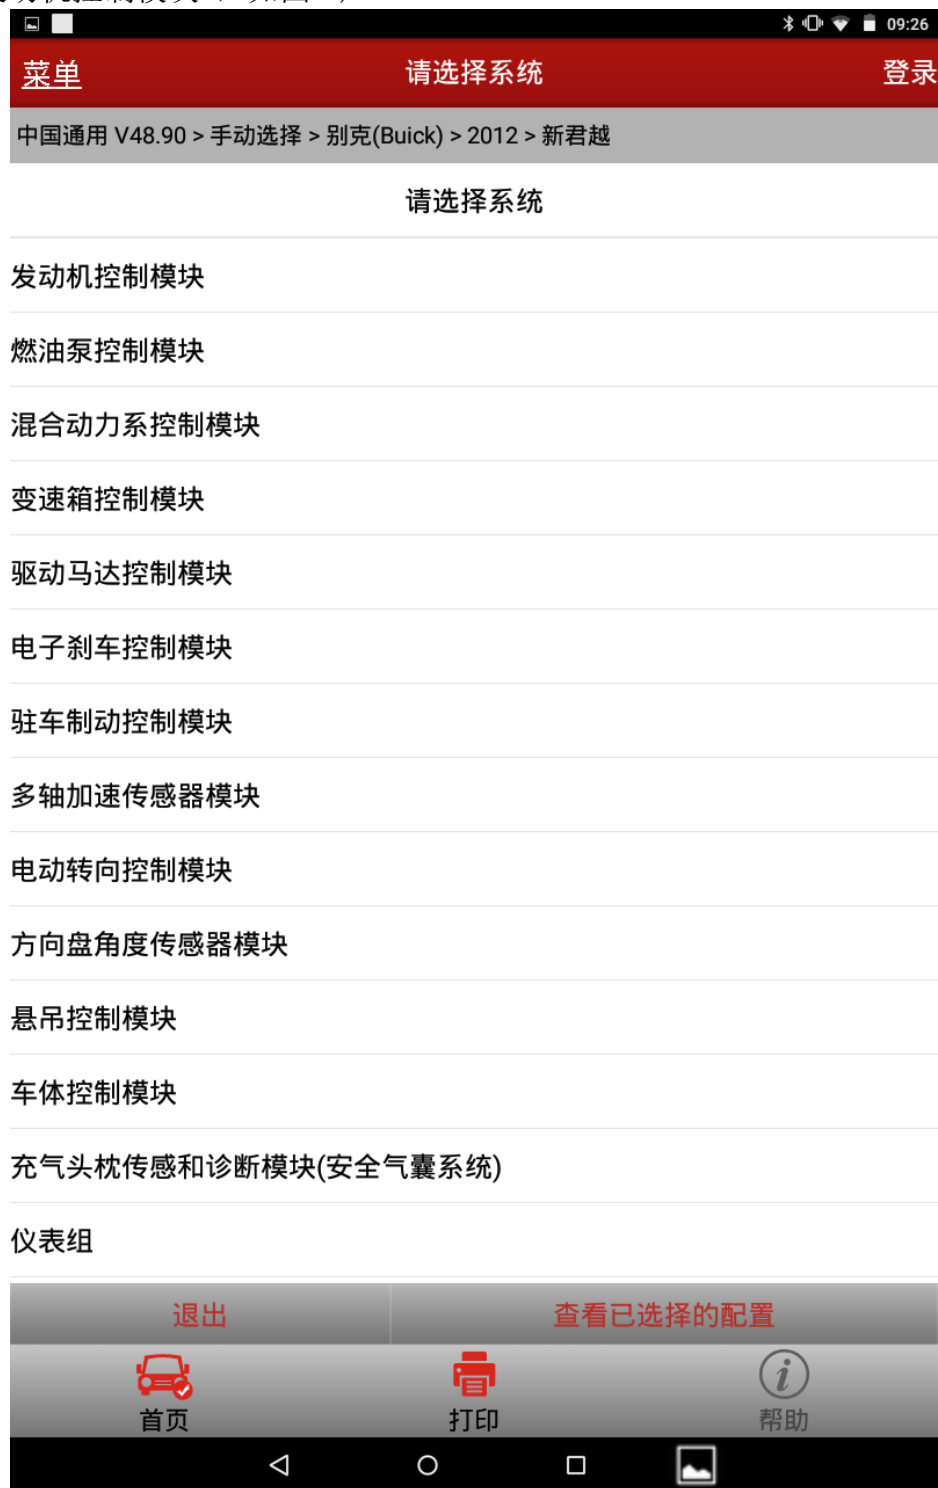 09:26
菜单 请选择系统 登录
中国通用 V48.90 > 手动选择 > 别克(Buick) > 2012 > 新君越
请选择系统
发动机控制模块
燃油泵控制模块
混合动力系控制模块
变速箱控制模块
驱动马达控制模块
电子刹车控制模块
驻车制动控制模块
多轴加速传感器模块
电动转向控制模块
方向盘角度传感器模块
悬吊控制模块
车体控制模块
充气头枕传感和诊断模块(安全气囊系统)
仪表组
退出 查看已选择的配置
首页 打印 帮助